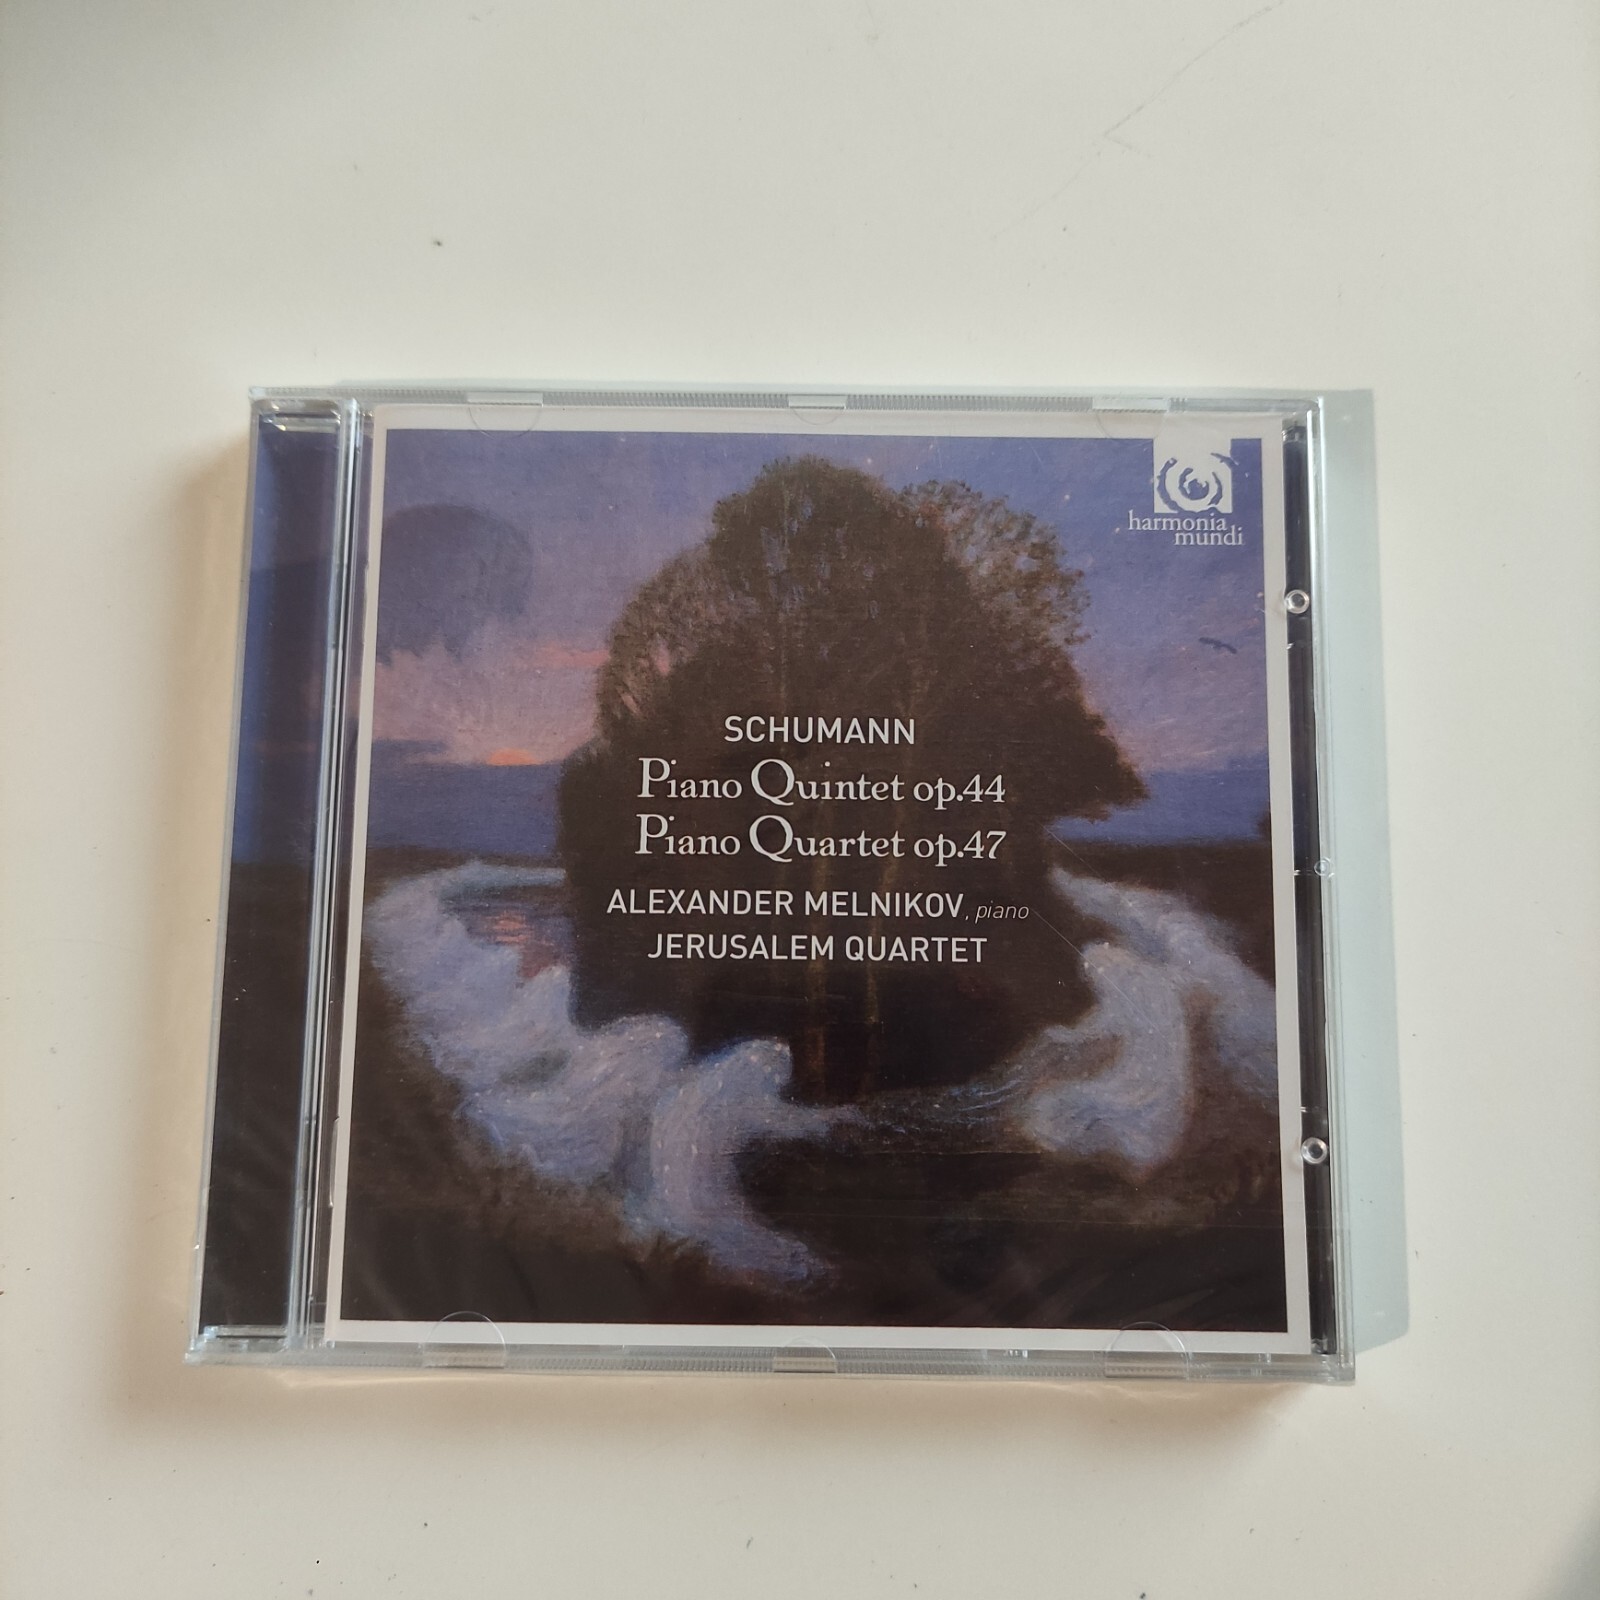 harmonia
mundi
SCHUMANN
Piano Quintet op.44
Piano Quartet op.47
ALEXANDER MELNIKOV, piano
JERUSALEM QUARTET